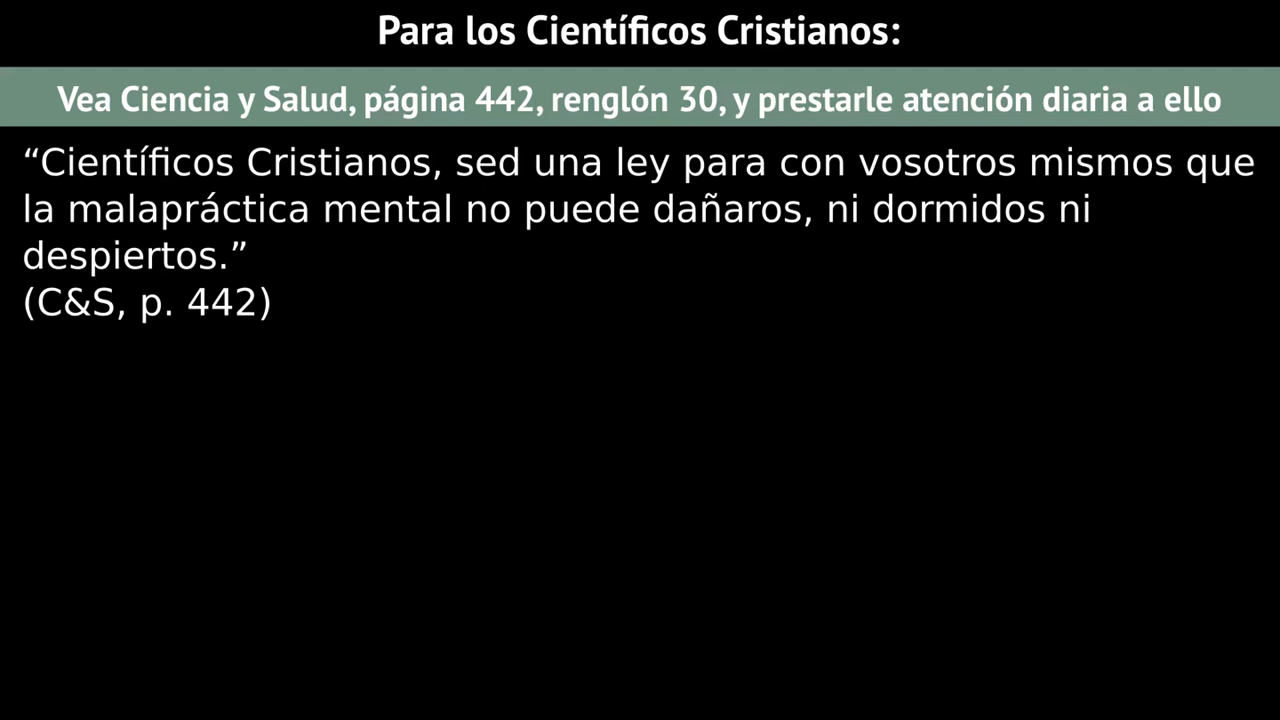 Para los Científicos Cristianos:
Vea Ciencia y Salud, página 442, renglón 30, y prestarle atención diaria a ello
“Científicos Cristianos, sed una ley para con vosotros mismos que
la malapráctica mental no puede dañaros, ni dormidos ni
despiertos.”
(C&S, p. 442)